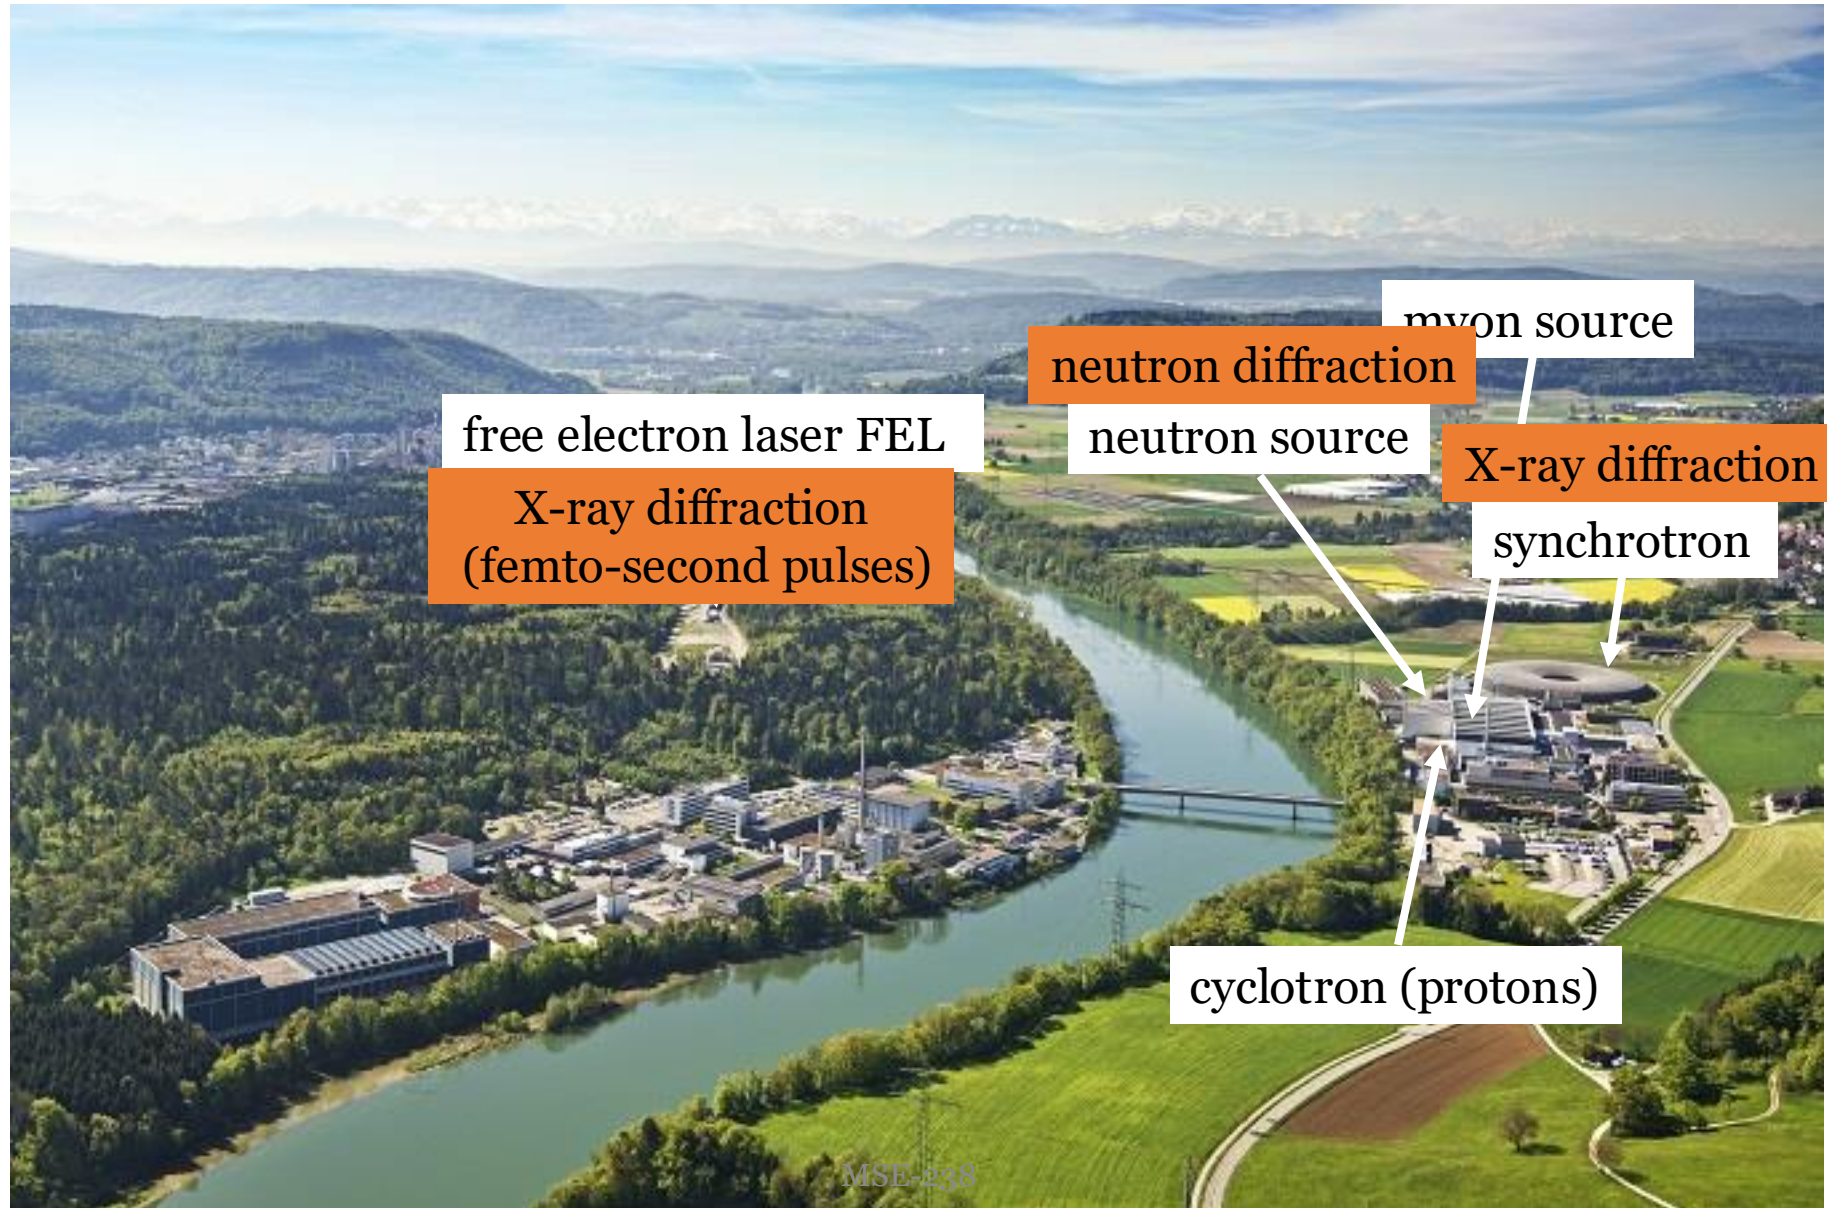 myon source
neutron diffraction
free electron laser FEL
neutron source
X-ray diffraction
X-ray diffraction
(femto-second pulses)
synchrotron
cyclotron (protons)
MSE-238